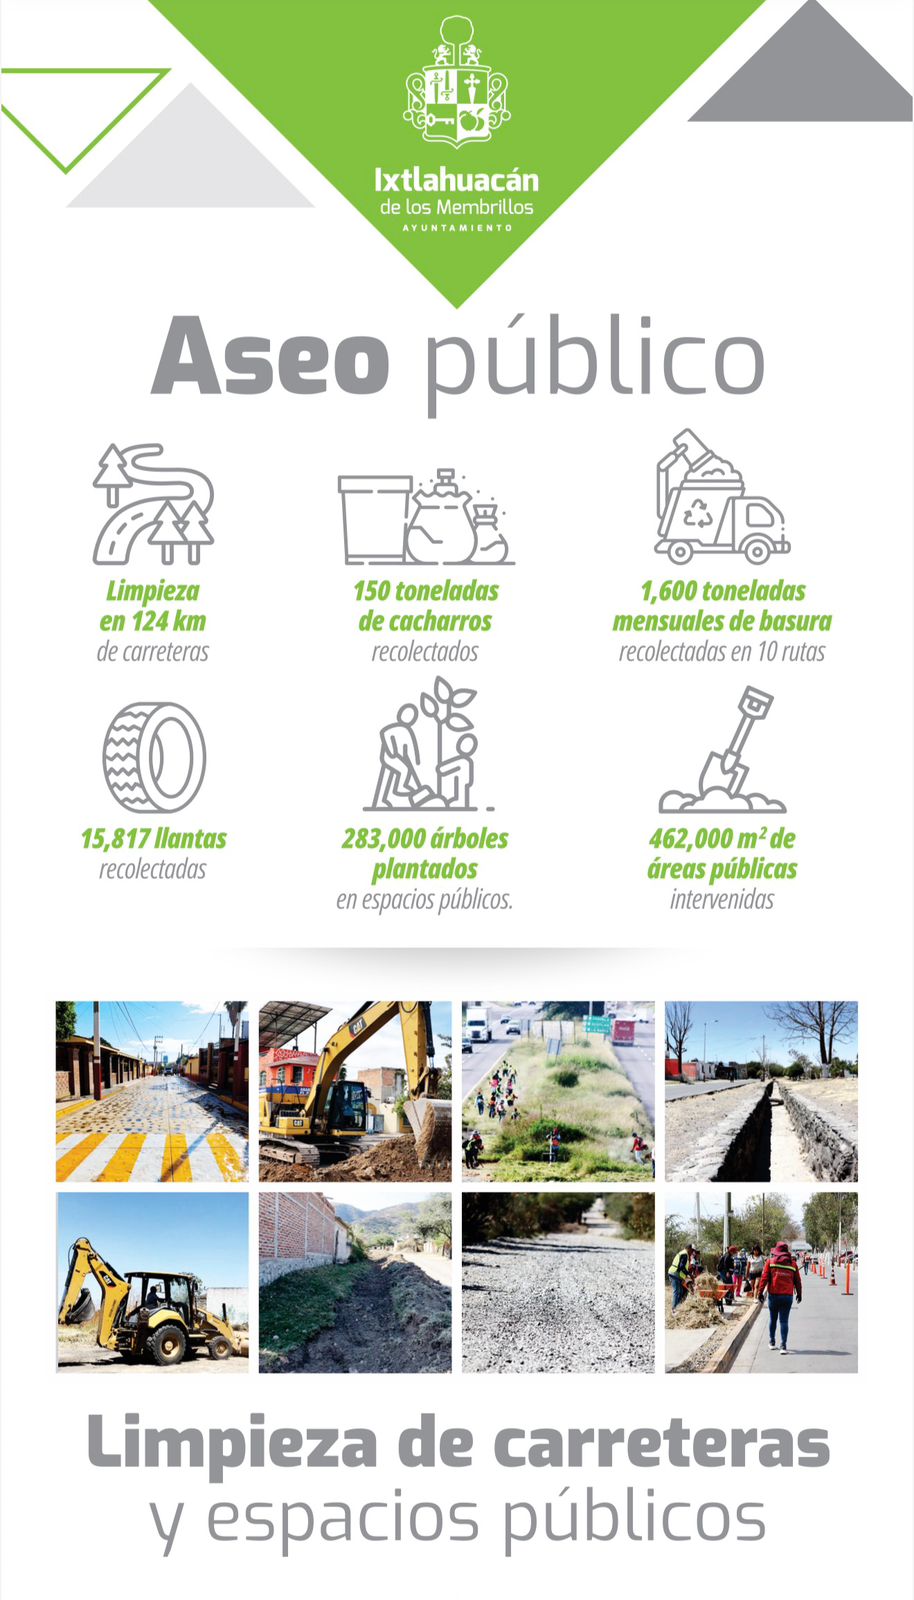 Ixtlahuacán
de los Membrillos
AYUNTAMIENTO
Aseo público
Limpieza
en 124 km
de carreteras
150 toneladas
de cacharros
recolectados
1,600 toneladas
mensuales de basura
recolectadas en 10 rutas
15,817 llantas
recolectadas
283,000 árboles
plantados
en espacios públicos.
462,000 m² de
áreas públicas
intervenidas
CAT
CAT
Limpieza de carreteras
y espacios públicos